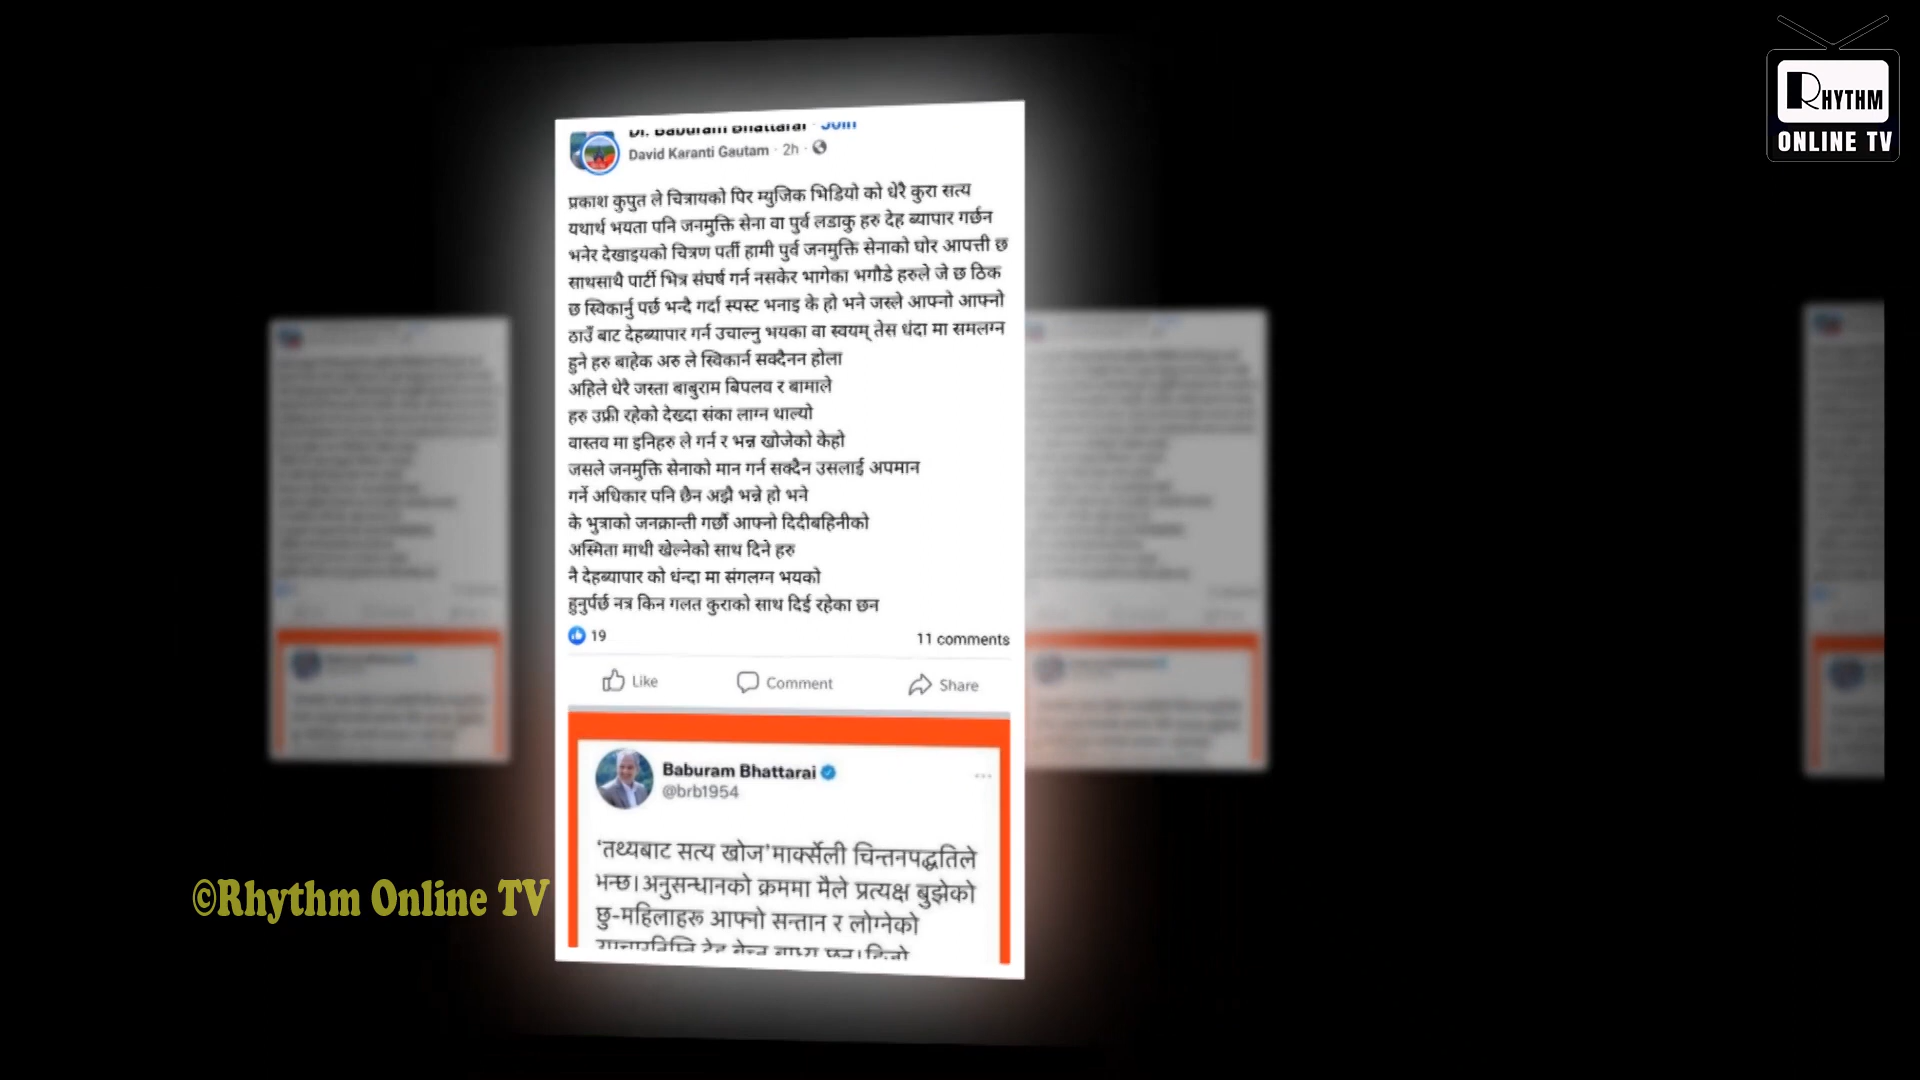 RHYTHM
ONLINE TV
Dr. Baburam Bhattarai · Join
David Karanti Gautam · 2h ·
प्रकाश कुपुत ले चित्रायको पिर म्युजिक भिडियो को धेरै कुरा सत्य
यथार्थ भयता पनि जनमुक्ति सेना वा पुर्व लडाकु हरु देह ब्यापार गर्छन
भनेर देखाइयको चित्रण पर्ती हामी पुर्व जनमुक्ति सेनाको घोर आपत्ती छ
साथसाथै पार्टी भित्र संघर्ष गर्न नसकेर भागेका भगौडे हरुले जे छ ठिक
छ स्विकार्नु पर्छ भन्दै गर्दा स्पस्ट भनाइ के हो भने जस्ले आफ्नो आफ्नो
ठाउँ बाट देहब्यापार गर्न उचाल्नु भयका वा स्वयम् तेस धंदा मा समलग्न
हुने हरु बाहेक अरु ले स्विकार्न सक्दैनन होला
अहिले धेरै जस्ता बाबुराम बिपलव र बामाले
हरु उफ्री रहेको देख्दा संका लाग्न थाल्यो
वास्तव मा इनिहरु ले गर्न र भन्न खोजेको केहो
जसले जनमुक्ति सेनाको मान गर्न सक्दैन उसलाई अपमान
गर्ने अधिकार पनि छैन अझै भन्ने हो भने
के भुत्राको जनक्रान्ती गर्छौं आफ्नो दिदीबहिनीको
अस्मिता माथी खेल्नेको साथ दिने हरु
नै देहब्यापार को धंन्दा मा संगलग्न भयको
हुनुर्पर्छ नत्र किन गलत कुराको साथ दिई रहेका छन
19
11 comments
Like Comment Share
Baburam Bhattarai
@brb1954
'तथ्यबाट सत्य खोज'मार्क्सेली चिन्तनपद्धतिले
भन्छ।अनुसन्धानको क्रममा मैले प्रत्यक्ष बुझेको
छु-महिलाहरू आफ्नो सन्तान र लोग्नेको
©Rhythm Online TV